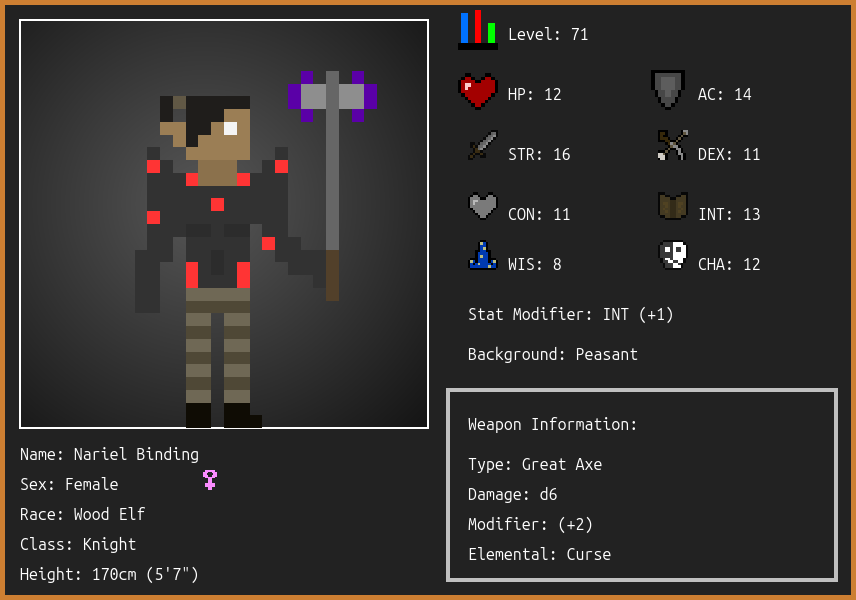 Level: 71
HP: 12
AC: 14
STR: 16
DEX: 11
CON: 11
INT: 13
WIS: 8
CHA: 12
Stat Modifier: INT (+1)
Background: Peasant
Weapon Information:
Type: Great Axe
Damage: d6
Modifier: (+2)
Elemental: Curse
Name: Nariel Binding
Sex: Female
Race: Wood Elf
Class: Knight
Height: 170cm (5'7")